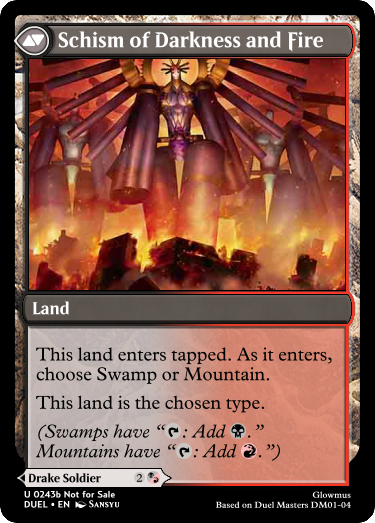 Schism of Darkness and Fire
Land
This land enters tapped. As it enters,
choose Swamp or Mountain.
This land is the chosen type.
(Swamps have “: Add .”
Mountains have “: Add .”)
Drake Soldier 2
U 0243b Not for Sale
DUEL • EN Sansyu
Glowmus
Based on Duel Masters DM01-04